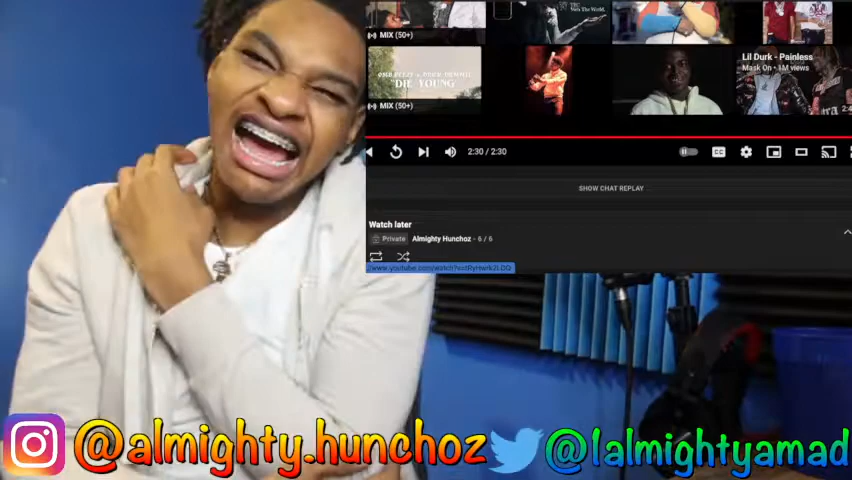 MIX (50+)
Lil Durk - Painless
Mask On • 1M views
DIE YOUNG
MIX (50+)
2:30 / 2:30
CC
SHOW CHAT REPLAY
Watch later
Private
Almighty Hunchoz - 6 / 6
@almighty.hunchoz
@1almightyamad